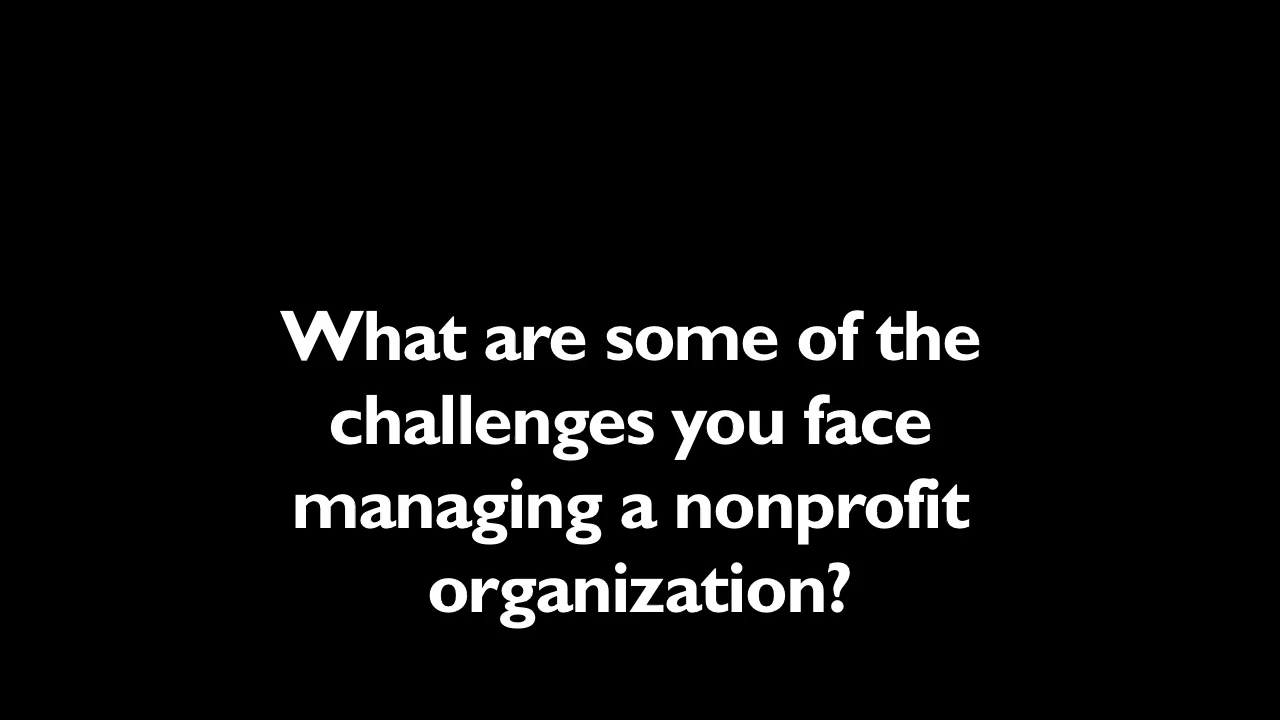 What are some of the
challenges you face
managing a nonprofit
organization?